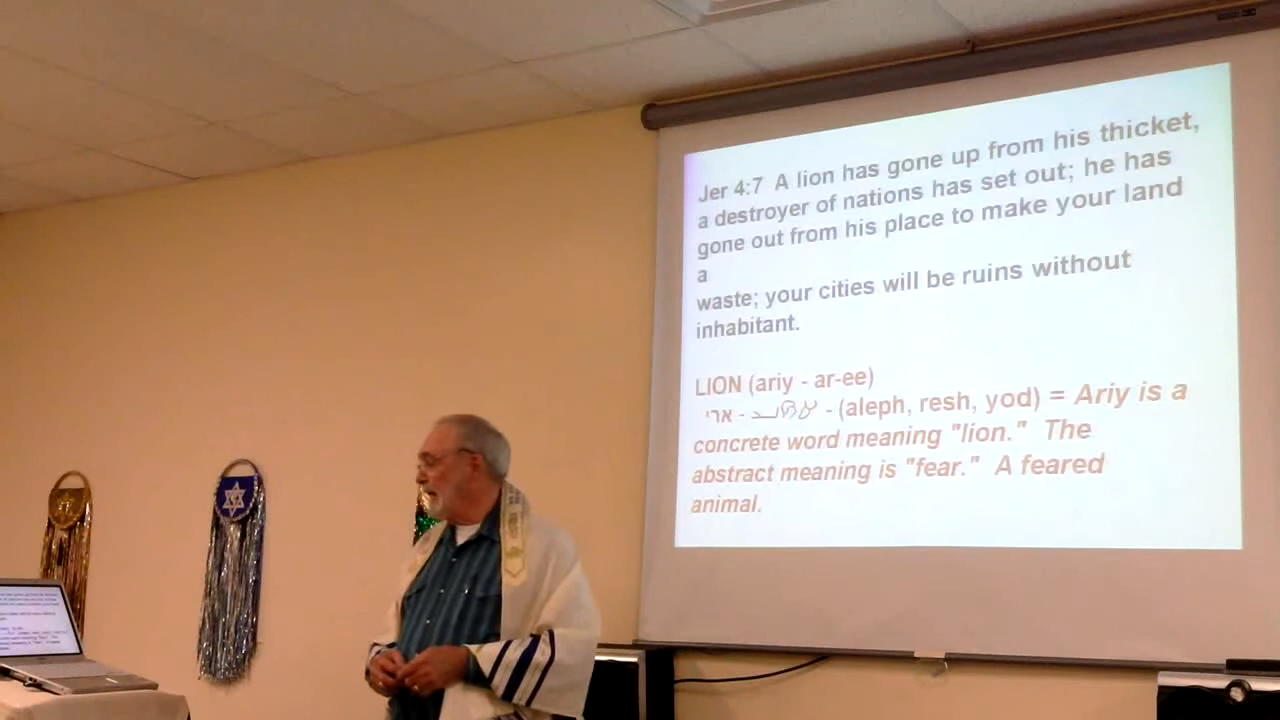 Jer 4:7 A lion has gone up from his thicket,
a destroyer of nations has set out; he has
gone out from his place to make your land
a
waste; your cities will be ruins without
inhabitant.
LION (ariy - ar-ee)
ארי - - (aleph, resh, yod) = Ariy is a
concrete word meaning "lion." The
abstract meaning is "fear." A feared
animal.